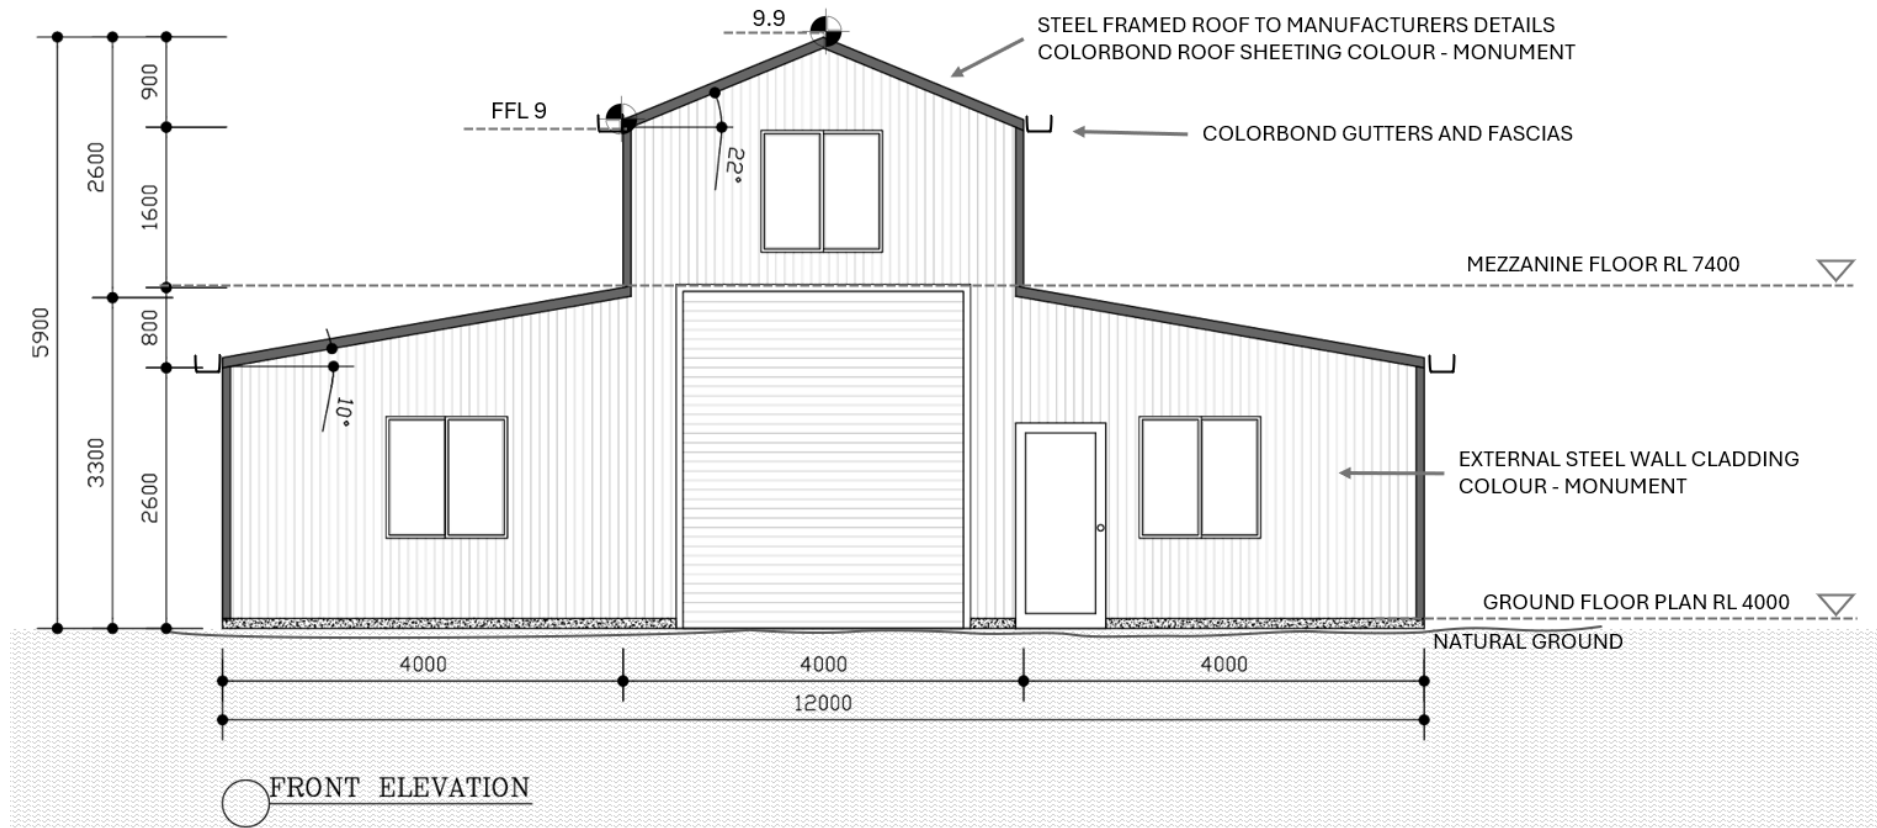 9.9
STEEL FRAMED ROOF TO MANUFACTURERS DETAILS
COLORBOND ROOF SHEETING COLOUR - MONUMENT
900
FFL 9
COLORBOND GUTTERS AND FASCIAS
2600
22°
1600
MEZZANINE FLOOR RL 7400
5900
800
10°
3300
2600
EXTERNAL STEEL WALL CLADDING
COLOUR - MONUMENT
GROUND FLOOR PLAN RL 4000
NATURAL GROUND
4000
4000
4000
12000
FRONT ELEVATION